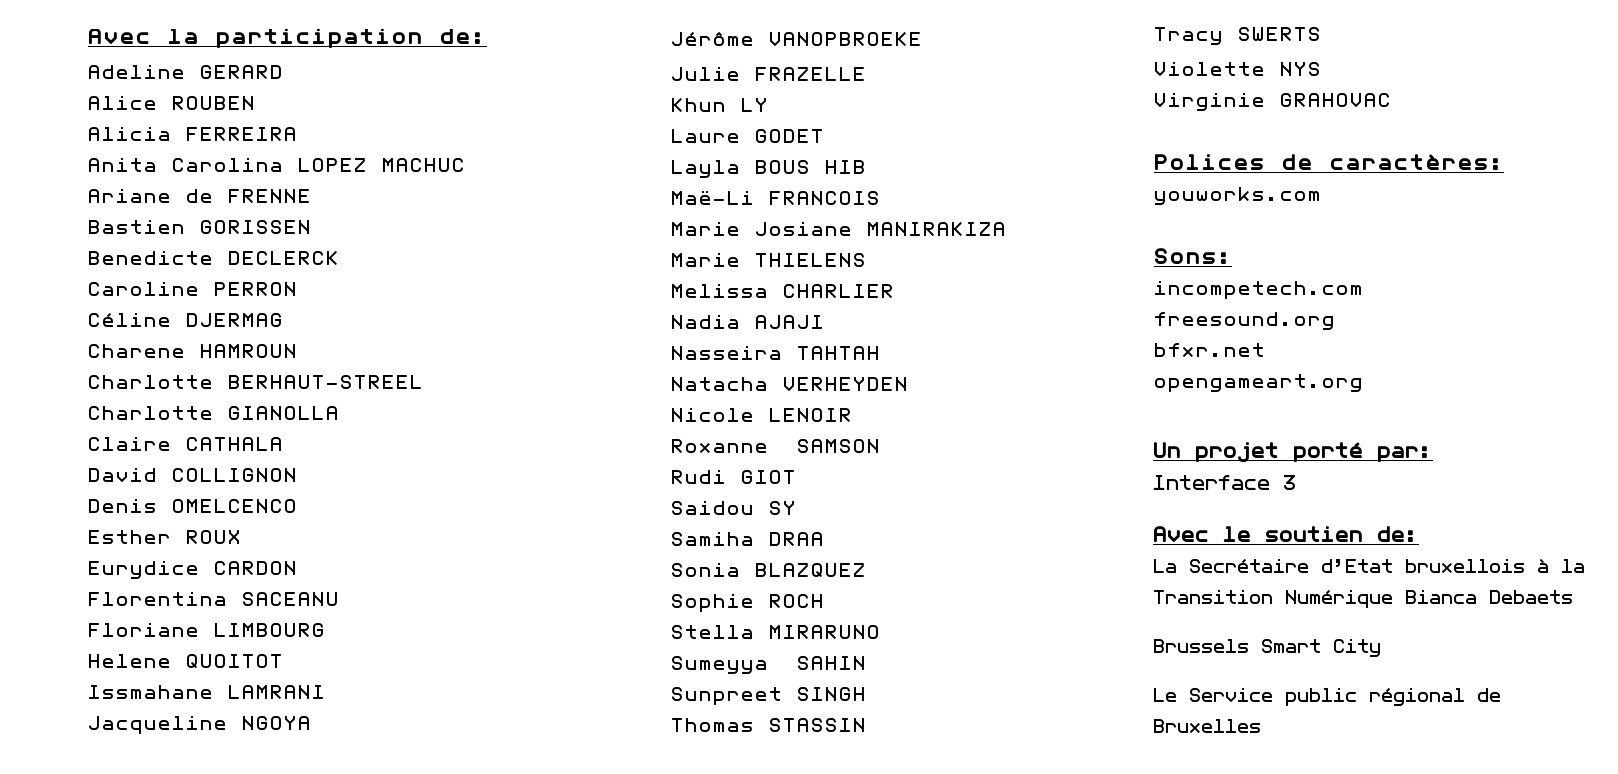 Avec la participation de:
Adeline GERARD
Alice ROUBEN
Alicia FERREIRA
Anita Carolina LOPEZ MACHUC
Ariane de FRENNE
Bastien GORISSEN
Benedicte DECLERCK
Caroline PERRON
Céline DJERMAG
Charene HAMROUN
Charlotte BERHAUT-STREEL
Charlotte GIANOLLA
Claire CATHALA
David COLLIGNON
Denis OMELCENCO
Esther ROUX
Eurydice CARDON
Florentina SACEANU
Floriane LIMBOURG
Helene QUOITOT
Issmahane LAMRANI
Jacqueline NGOYA
Jérôme VANOPBROEKE
Julie FRAZELLE
Khun LY
Laure GODET
Layla BOUS HIB
Maë-Li FRANCOIS
Marie Josiane MANIRAKIZA
Marie THIELENS
Melissa CHARLIER
Nadia AJAJI
Nasseira TAHTAH
Natacha VERHEYDEN
Nicole LENOIR
Roxanne  SAMSON
Rudi GIOT
Saidou SY
Samiha DRAA
Sonia BLAZQUEZ
Sophie ROCH
Stella MIRARUNO
Sumeyya  SAHIN
Sunpreet SINGH
Thomas STASSIN
Tracy SWERTS
Violette NYS
Virginie GRAHOVAC
Polices de caractères:
youworks.com
Sons:
incompetech.com
freesound.org
bfxr.net
opengameart.org
Un projet porté par:
Interface 3
Avec le soutien de:
La Secrétaire d'Etat bruxellois à la
Transition Numérique Bianca Debaets
Brussels Smart City
Le Service public régional de
Bruxelles